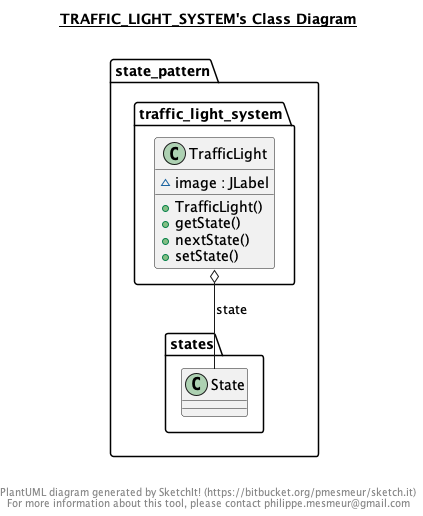 TRAFFIC_LIGHT_SYSTEM's Class Diagram
state_pattern
traffic_light_system
C TrafficLight
~ image : JLabel
TrafficLight()
getState()
nextState()
setState()
state
states
C State
PlantUML diagram generated by SketchIt! (https://bitbucket.org/pmesmeur/sketch.it)
For more information about this tool, please contact philippe.mesmeur@gmail.com